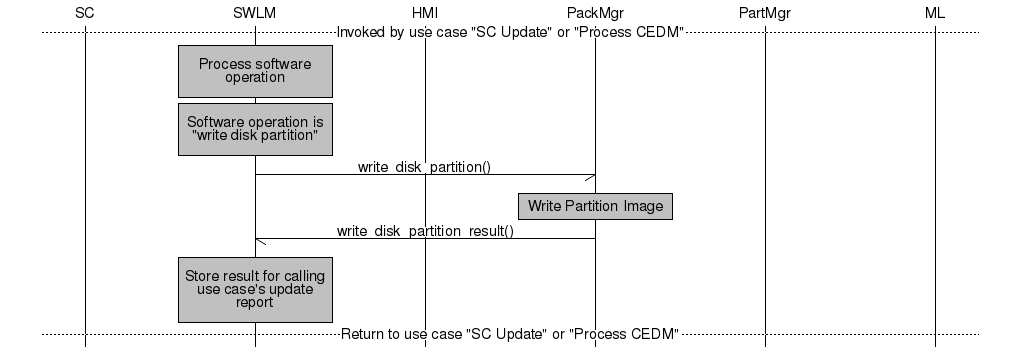 SC SWLM HMI PackMgr PartMgr ML
Invoked by use case "SC Update" or "Process CEDM"
Process software
operation
Software operation is
"write disk partition"
write_disk_partition()
Write Partition Image
write_disk_partition_result()
Store result for calling
use case's update
report
Return to use case "SC Update" or "Process CEDM"